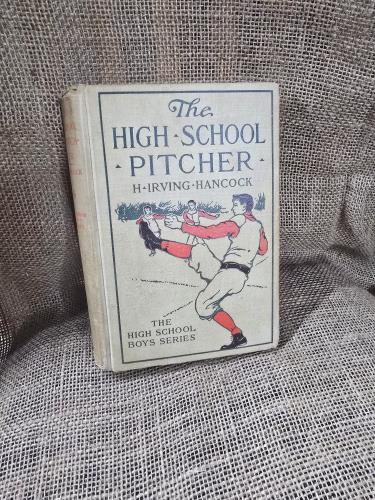 The
HIGH · SCHOOL
· PITCHER ·
H · IRVING · HANCOCK
THE
HIGH SCHOOL
BOYS SERIES